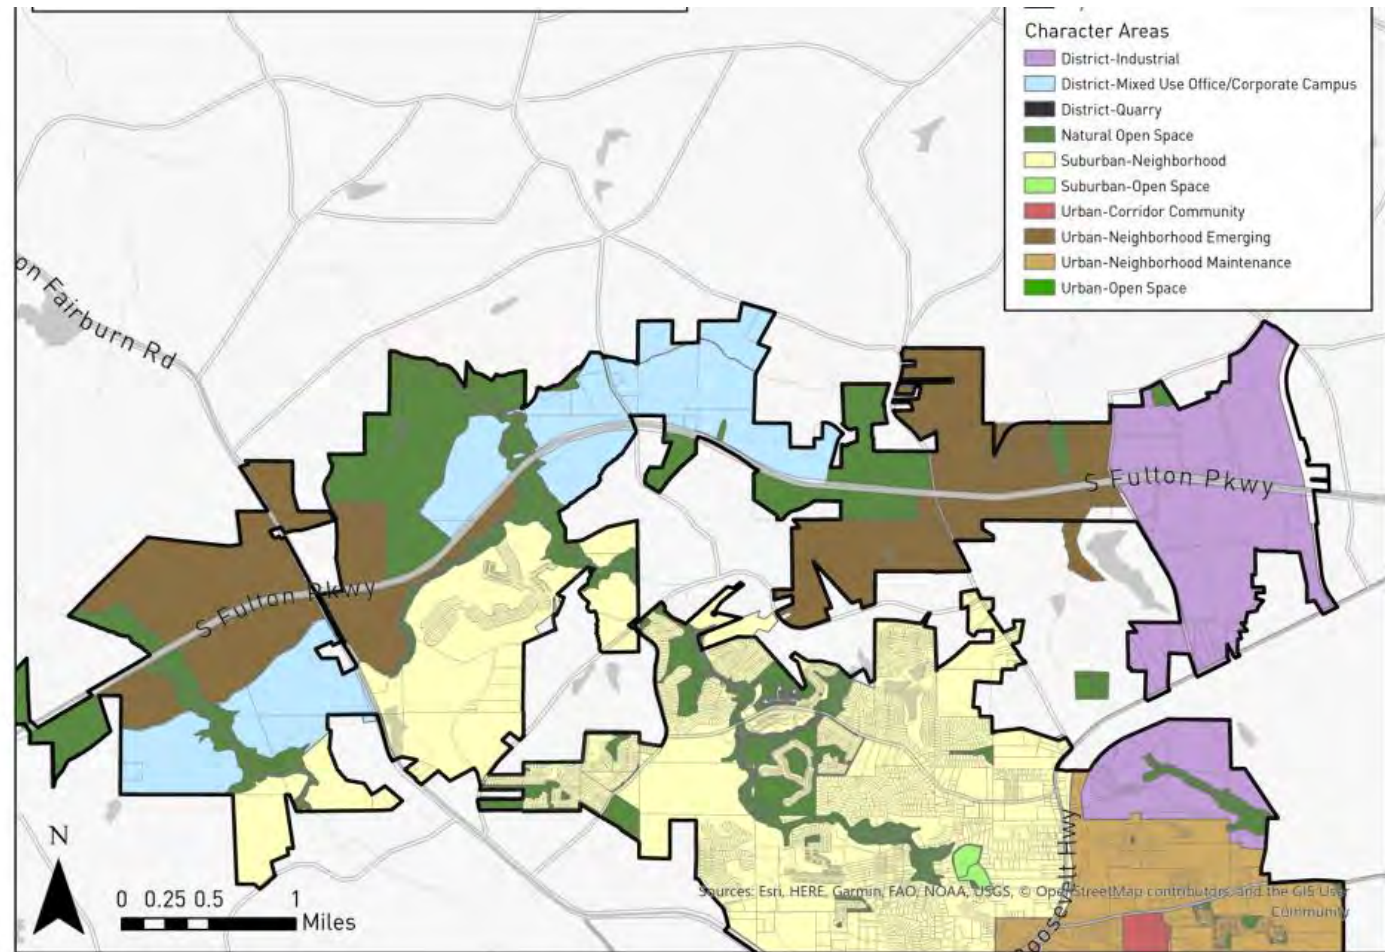 Character Areas
District-Industrial
District-Mixed Use Office/Corporate Campus
District-Quarry
Natural Open Space
Suburban-Neighborhood
Suburban-Open Space
Urban-Corridor Community
Urban-Neighborhood Emerging
Urban-Neighborhood Maintenance
Urban-Open Space
on Fairburn Rd
S Fulton Pkwy
S Fulton Pkwy
Roosevelt Hwy
N
0 0.25 0.5 1
Miles
Sources: Esri, HERE, Garmin, FAO, NOAA, USGS, © OpenStreetMap contributors, and the GIS User
Community